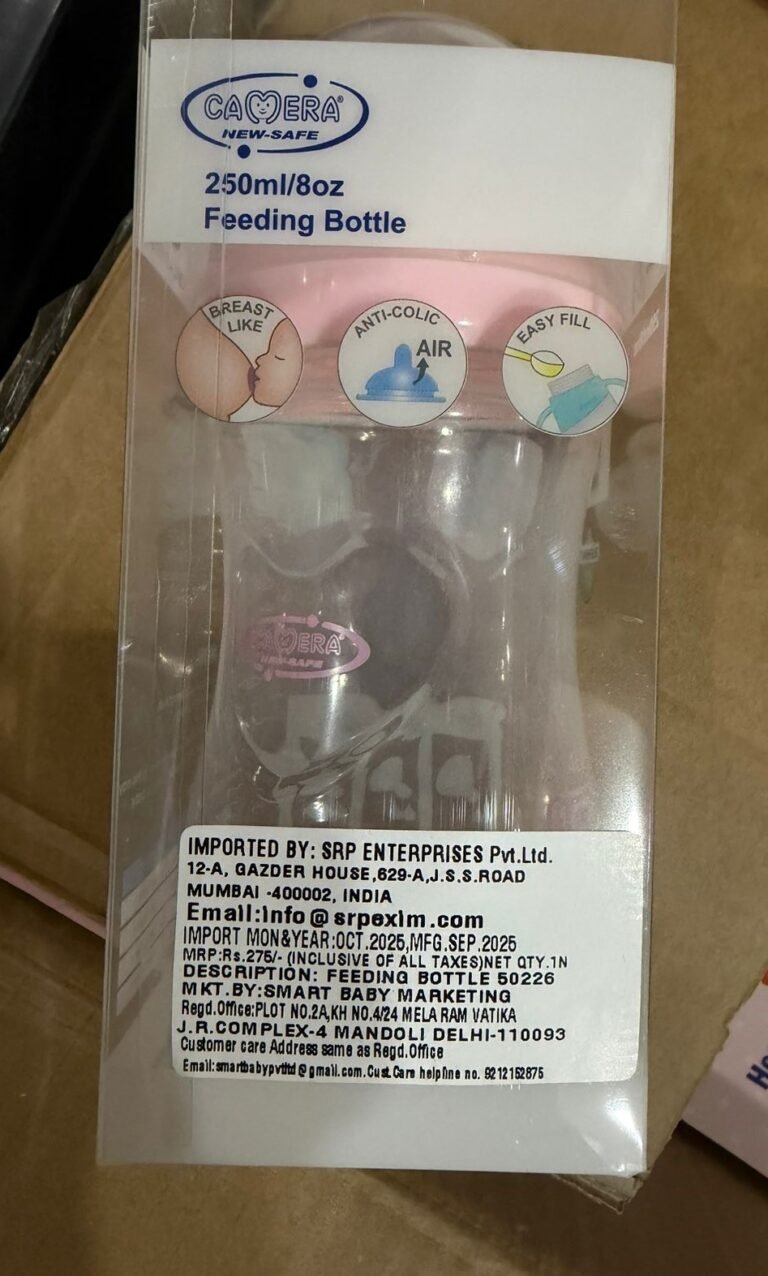 CAMERA®
NEW-SAFE
250ml/8oz
Feeding Bottle
BREAST
LIKE
ANTI-COLIC
AIR
EASY FILL
CAMERA®
NEW-SAFE
IMPORTED BY: SRP ENTERPRISES Pvt.Ltd.
12-A, GAZDER HOUSE,629-A,J.S.S.ROAD
MUMBAI -400002, INDIA
Email:info@srpexim.com
IMPORT MON&YEAR:OCT.2025,MFG.SEP.2025
MRP:Rs.275/- (INCLUSIVE OF ALL TAXES)NET QTY.1N
DESCRIPTION: FEEDING BOTTLE 50226
MKT.BY:SMART BABY MARKETING
Regd.Office:PLOT NO.2A,KH NO.4/24 MELA RAM VATIKA
J.R.COMPLEX-4 MANDOLI DELHI-110093
Customer care Address same as Regd.Office
Email:smartbabypvtltd@gmail.com.Cust.Care helpline no. 9212152875